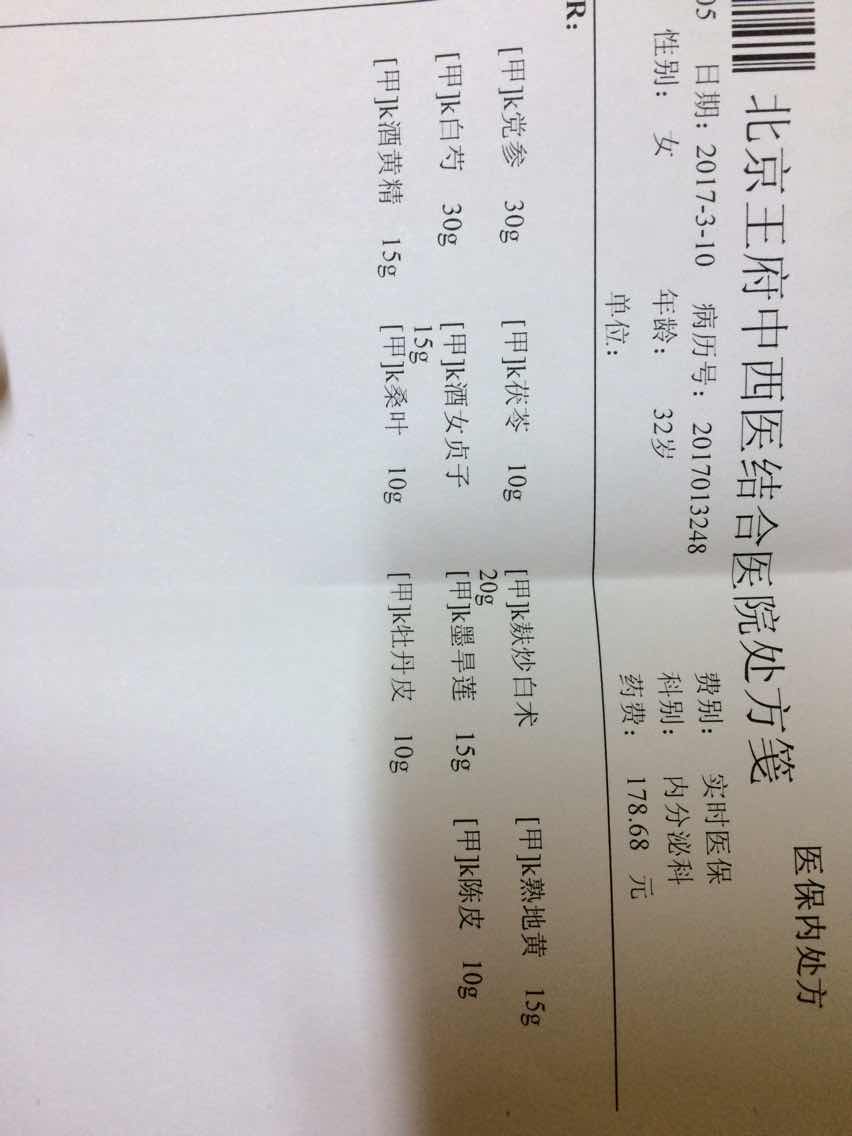 医保内处方
北京王府中西医结合医院处方笺
05 日期：2017-3-10 病历号：2017013248 费别：实时医保
性别：女 年龄：32岁 科别：内分泌科
单位： 药费：178.68 元
R:
[甲]k党参 30g [甲]k茯苓 10g [甲]k麸炒白术 [甲]k熟地黄 15g
20g
[甲]k白芍 30g [甲]k酒女贞子 [甲]k墨旱莲 15g [甲]k陈皮 10g
15g
[甲]k酒黄精 15g [甲]k桑叶 10g [甲]k牡丹皮 10g